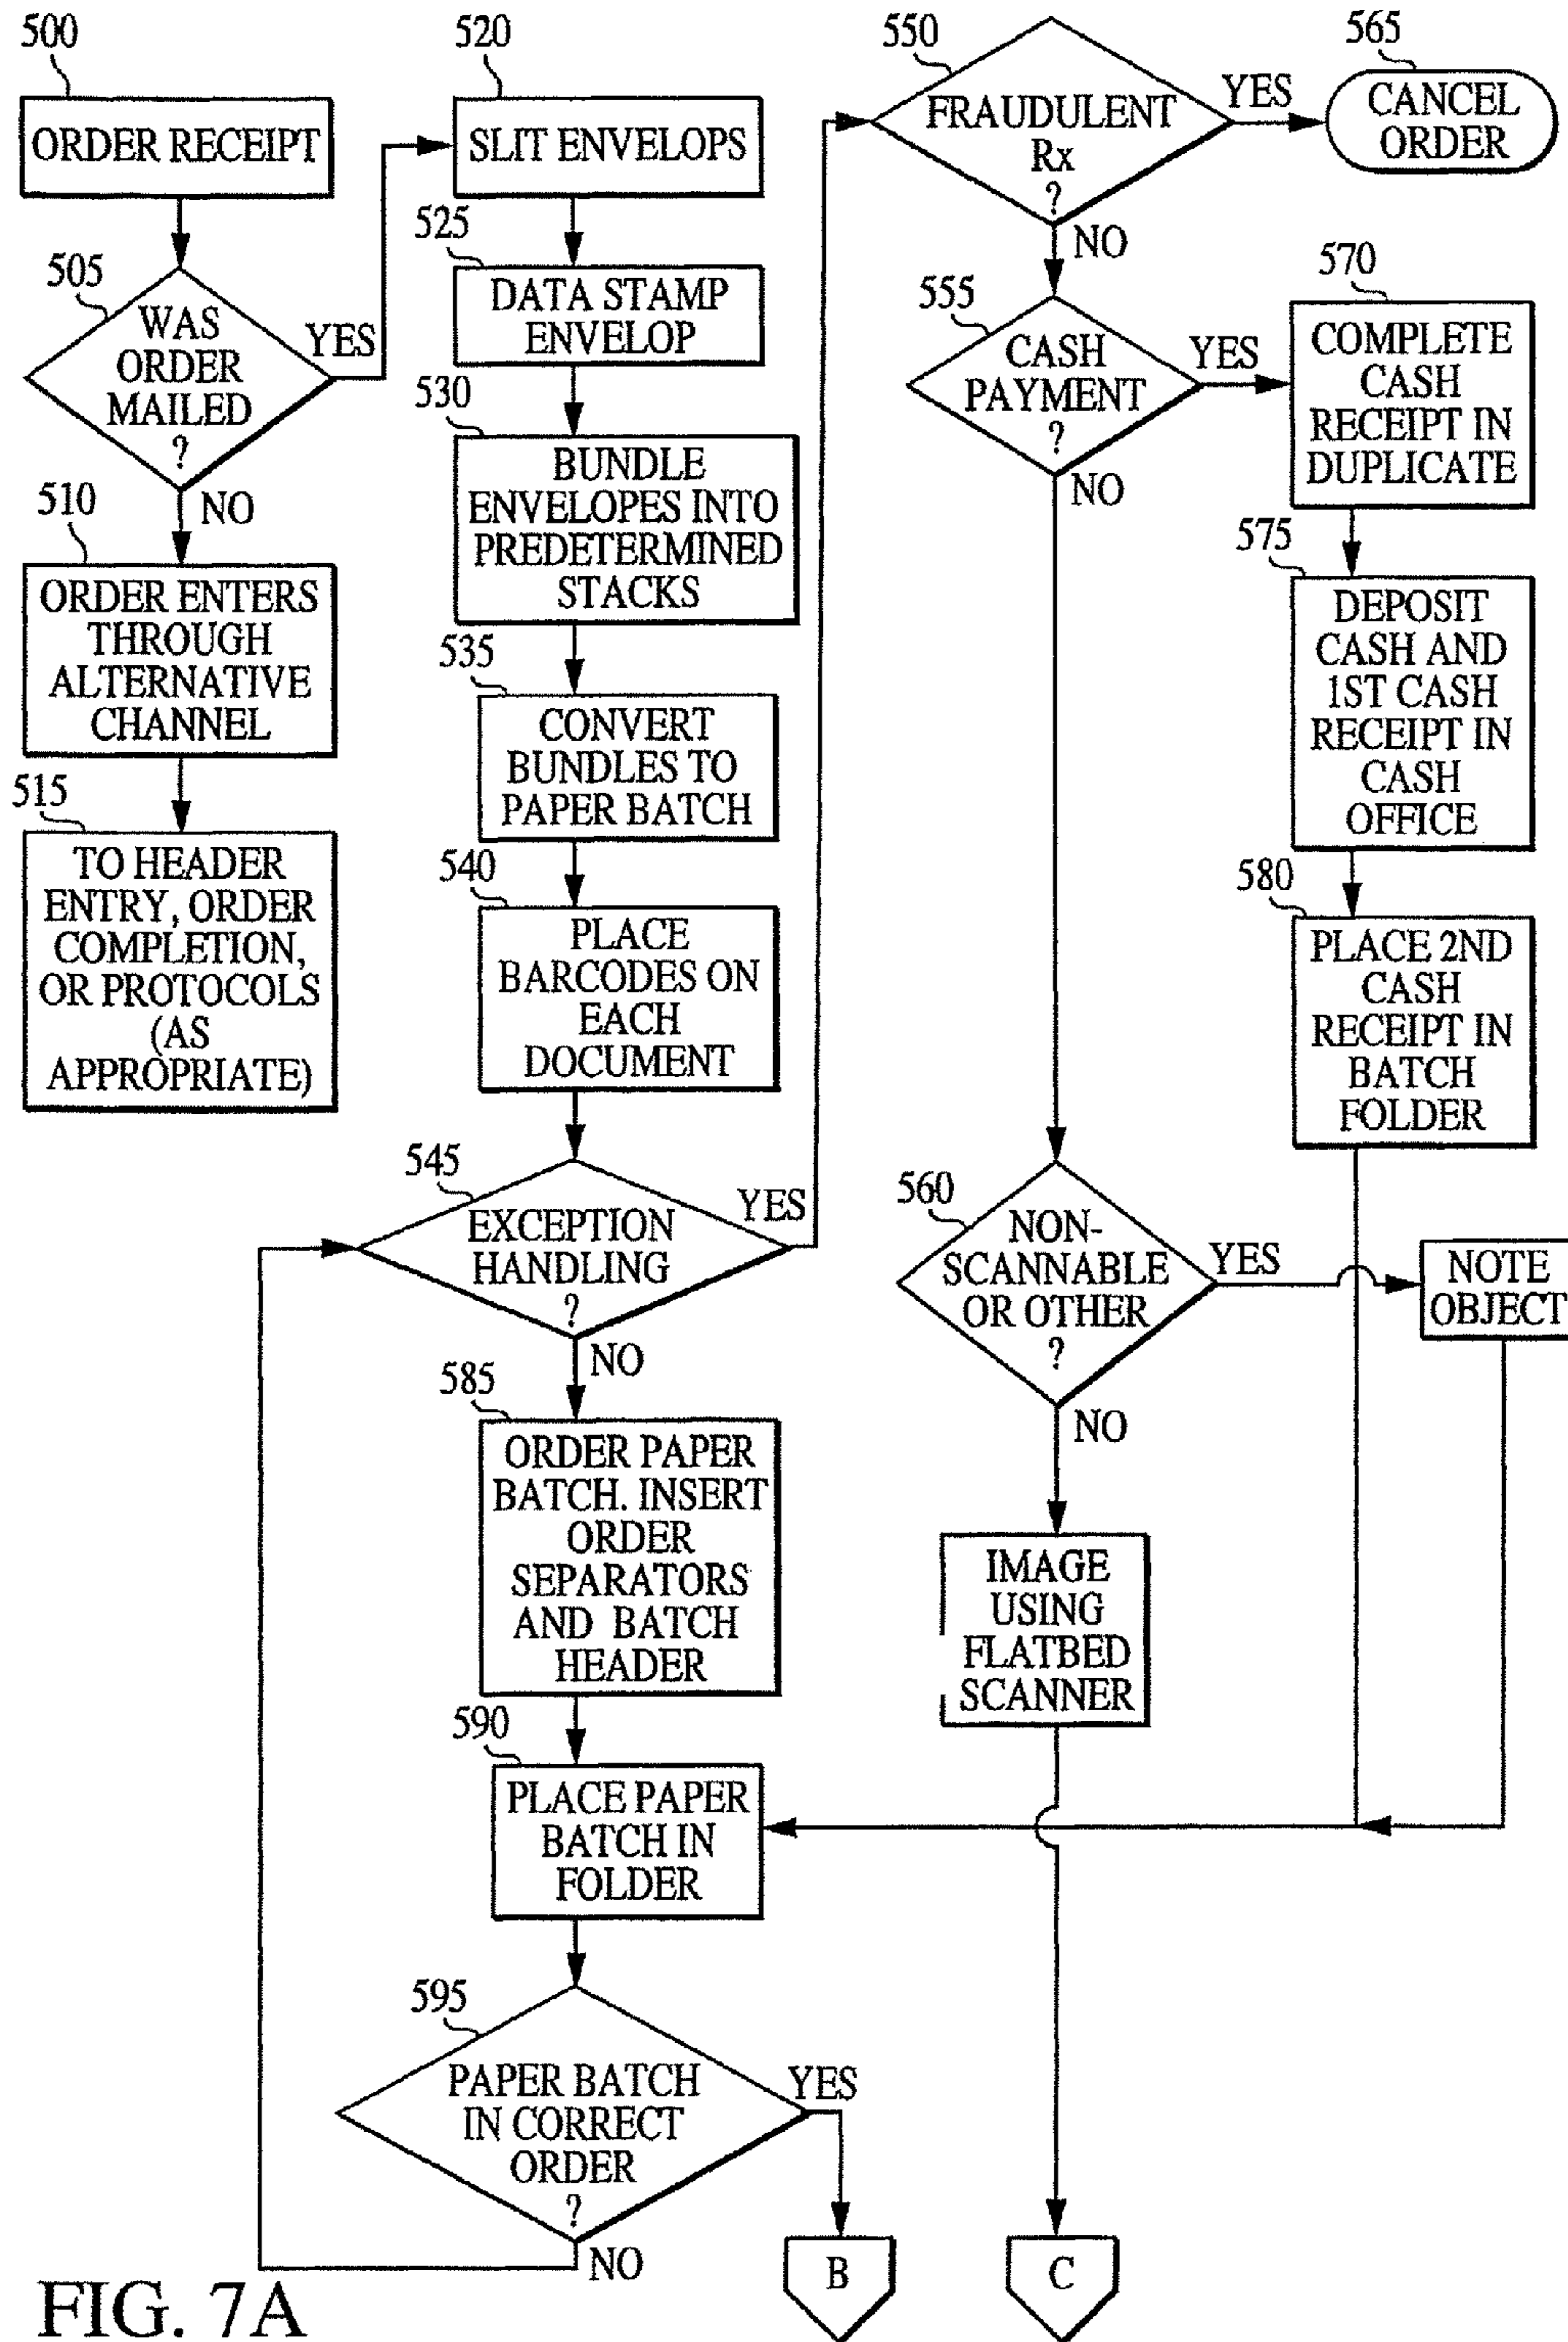 500
ORDER RECEIPT
505
WAS
ORDER
MAILED
?
YES
NO
510
ORDER ENTERS
THROUGH
ALTERNATIVE
CHANNEL
515
TO HEADER
ENTRY, ORDER
COMPLETION,
OR PROTOCOLS
(AS
APPROPRIATE)
520
SLIT ENVELOPS
525
DATA STAMP
ENVELOP
530
BUNDLE
ENVELOPES INTO
PREDETERMINED
STACKS
535
CONVERT
BUNDLES TO
PAPER BATCH
540
PLACE
BARCODES ON
EACH
DOCUMENT
545
EXCEPTION
HANDLING
?
YES
NO
585
ORDER PAPER
BATCH. INSERT
ORDER
SEPARATORS
AND BATCH
HEADER
590
PLACE PAPER
BATCH IN
FOLDER
595
PAPER BATCH
IN CORRECT
ORDER
?
YES
NO
B
550
FRAUDULENT
Rx
?
YES
NO
565
CANCEL
ORDER
555
CASH
PAYMENT
?
YES
NO
570
COMPLETE
CASH
RECEIPT IN
DUPLICATE
575
DEPOSIT
CASH AND
1ST CASH
RECEIPT IN
CASH
OFFICE
580
PLACE 2ND
CASH
RECEIPT IN
BATCH
FOLDER
560
NON-
SCANNABLE
OR OTHER
?
YES
NO
NOTE
OBJECT
IMAGE
USING
FLATBED
SCANNER
C
FIG. 7A